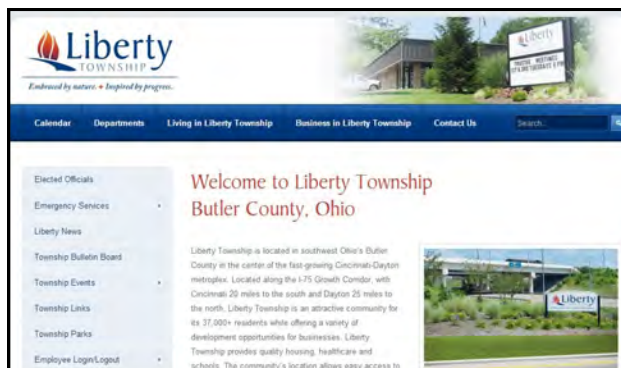 Liberty
TOWNSHIP
Embraced by nature. Inspired by progress.
Liberty
Calendar Departments Living in Liberty Township Business in Liberty Township Contact Us Search...
Elected Officials
Emergency Services
Liberty News
Township Bulletin Board
Township Events
Township Links
Township Parks
Employee Login/Logout
Welcome to Liberty Township
Butler County, Ohio
Liberty Township is located in southwest Ohio's Butler
County in the center of the fast-growing Cincinnati-Dayton
metroplex. Located along the I-75 Growth Corridor, with
Cincinnati 20 miles to the south and Dayton 25 miles to
the north, Liberty Township is an attractive community for
its 37,000+ residents while offering a variety of
development opportunities for businesses. Liberty
Township provides quality housing, healthcare and
schools. The community's location allows easy access to
Liberty